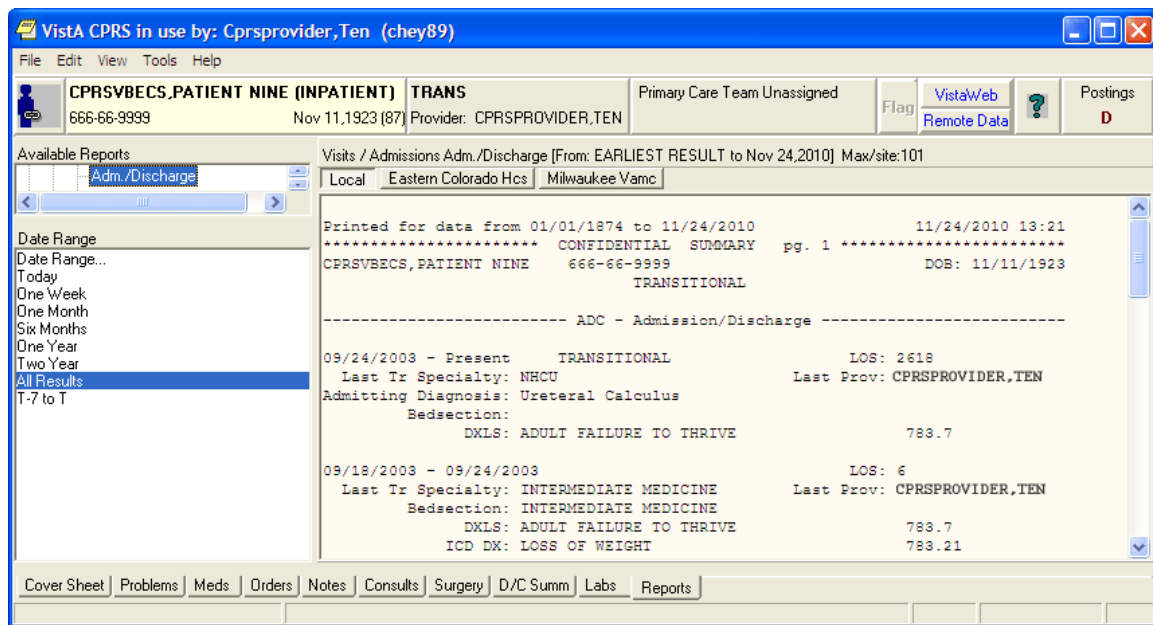 VistA CPRS in use by: Cprsprovider,Ten (chey89)
File Edit View Tools Help
CPRSVBECS,PATIENT NINE (INPATIENT) TRANS Primary Care Team Unassigned Flag VistaWeb ? Postings
666-66-9999 Nov 11,1923 (87) Provider: CPRSPROVIDER,TEN Remote Data D
Available Reports
Adm./Discharge
Date Range
Date Range...
Today
One Week
One Month
Six Months
One Year
Two Year
All Results
T-7 to T
Visits / Admissions Adm./Discharge [From: EARLIEST RESULT to Nov 24,2010] Max/site:101
Local Eastern Colorado Hcs Milwaukee Vamc
Printed for data from 01/01/1874 to 11/24/2010 11/24/2010 13:21
*********************** CONFIDENTIAL SUMMARY pg. 1 ************************
CPRSVBECS,PATIENT NINE 666-66-9999 DOB: 11/11/1923
TRANSITIONAL
-------------------------- ADC - Admission/Discharge --------------------------
09/24/2003 - Present TRANSITIONAL LOS: 2618
Last Tr Specialty: NHCU Last Prov: CPRSPROVIDER,TEN
Admitting Diagnosis: Ureteral Calculus
Bedsection:
DXLS: ADULT FAILURE TO THRIVE 783.7
09/18/2003 - 09/24/2003 LOS: 6
Last Tr Specialty: INTERMEDIATE MEDICINE Last Prov: CPRSPROVIDER,TEN
Bedsection: INTERMEDIATE MEDICINE
DXLS: ADULT FAILURE TO THRIVE 783.7
ICD DX: LOSS OF WEIGHT 783.21
Cover Sheet Problems Meds Orders Notes Consults Surgery D/C Summ Labs Reports